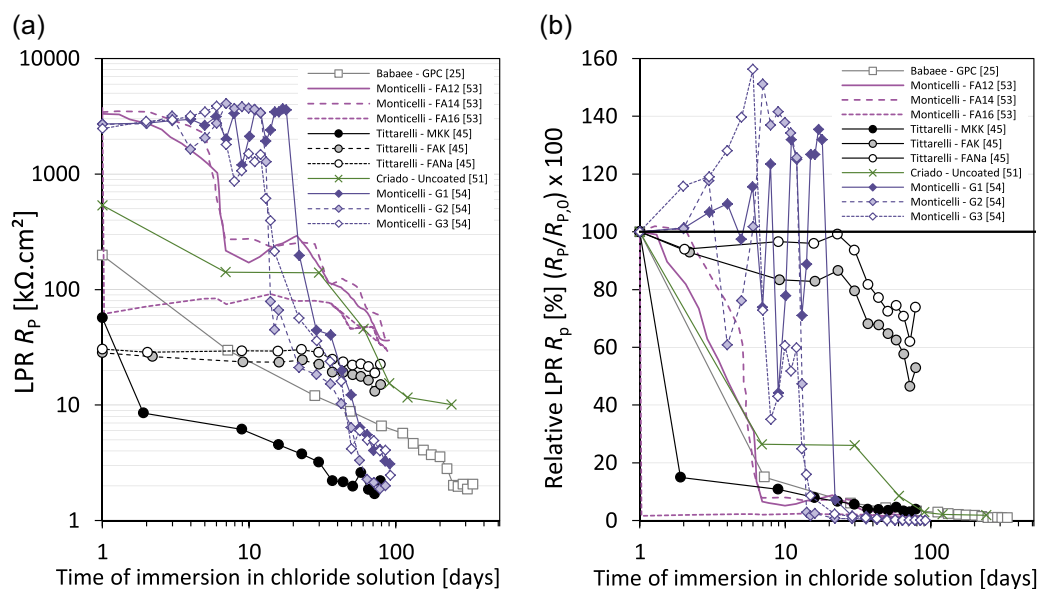 (a)
10000
1000
100
10
1
LPR Rp [kΩ.cm²]
Babaee - GPC [25]
Monticelli - FA12 [53]
Monticelli - FA14 [53]
Monticelli - FA16 [53]
Tittarelli - MKK [45]
Tittarelli - FAK [45]
Tittarelli - FANa [45]
Criado - Uncoated [51]
Monticelli - G1 [54]
Monticelli - G2 [54]
Monticelli - G3 [54]
1 10 100
Time of immersion in chloride solution [days]
(b)
160
140
120
100
80
60
40
20
0
Relative LPR Rp [%] (Rp/Rp,0) x 100
Babaee - GPC [25]
Monticelli - FA12 [53]
Monticelli - FA14 [53]
Monticelli - FA16 [53]
Tittarelli - MKK [45]
Tittarelli - FAK [45]
Tittarelli - FANa [45]
Criado - Uncoated [51]
Monticelli - G1 [54]
Monticelli - G2 [54]
Monticelli - G3 [54]
1 10 100
Time of immersion in chloride solution [days]